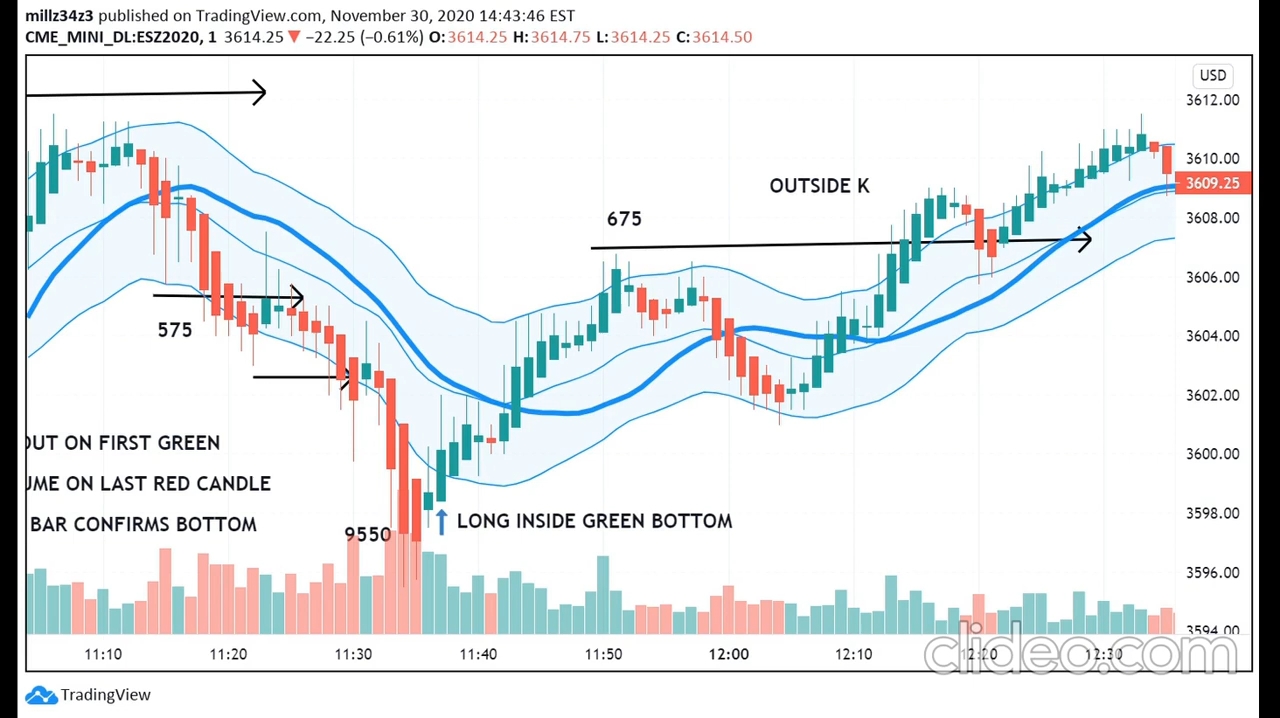 millz34z3 published on TradingView.com, November 30, 2020 14:43:46 EST
CME_MINI_DL:ESZ2020, 1 3614.25 ▼ −22.25 (−0.61%) O:3614.25 H:3614.75 L:3614.25 C:3614.50
USD
3612.00
3610.00
3609.25
3608.00
3606.00
3604.00
3602.00
3600.00
3598.00
3596.00
3594.00
OUTSIDE K
675
575
OUT ON FIRST GREEN
UME ON LAST RED CANDLE
BAR CONFIRMS BOTTOM
9550
LONG INSIDE GREEN BOTTOM
11:10 11:20 11:30 11:40 11:50 12:00 12:10 12:20 12:30
clideo.com
TradingView